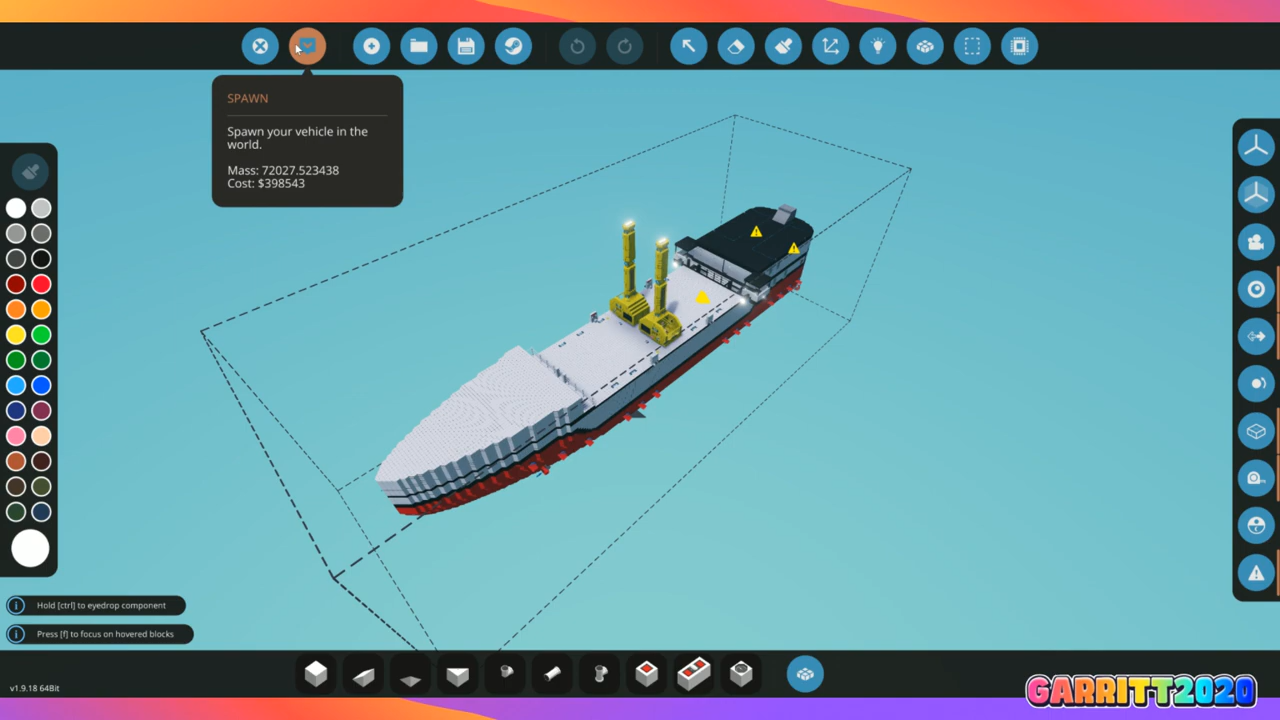 SPAWN
Spawn your vehicle in the
world.
Mass: 72027.523438
Cost: $398543
Hold [ctrl] to eyedrop component
Press [f] to focus on hovered blocks
v1.9.18 64Bit
GARRITT2020